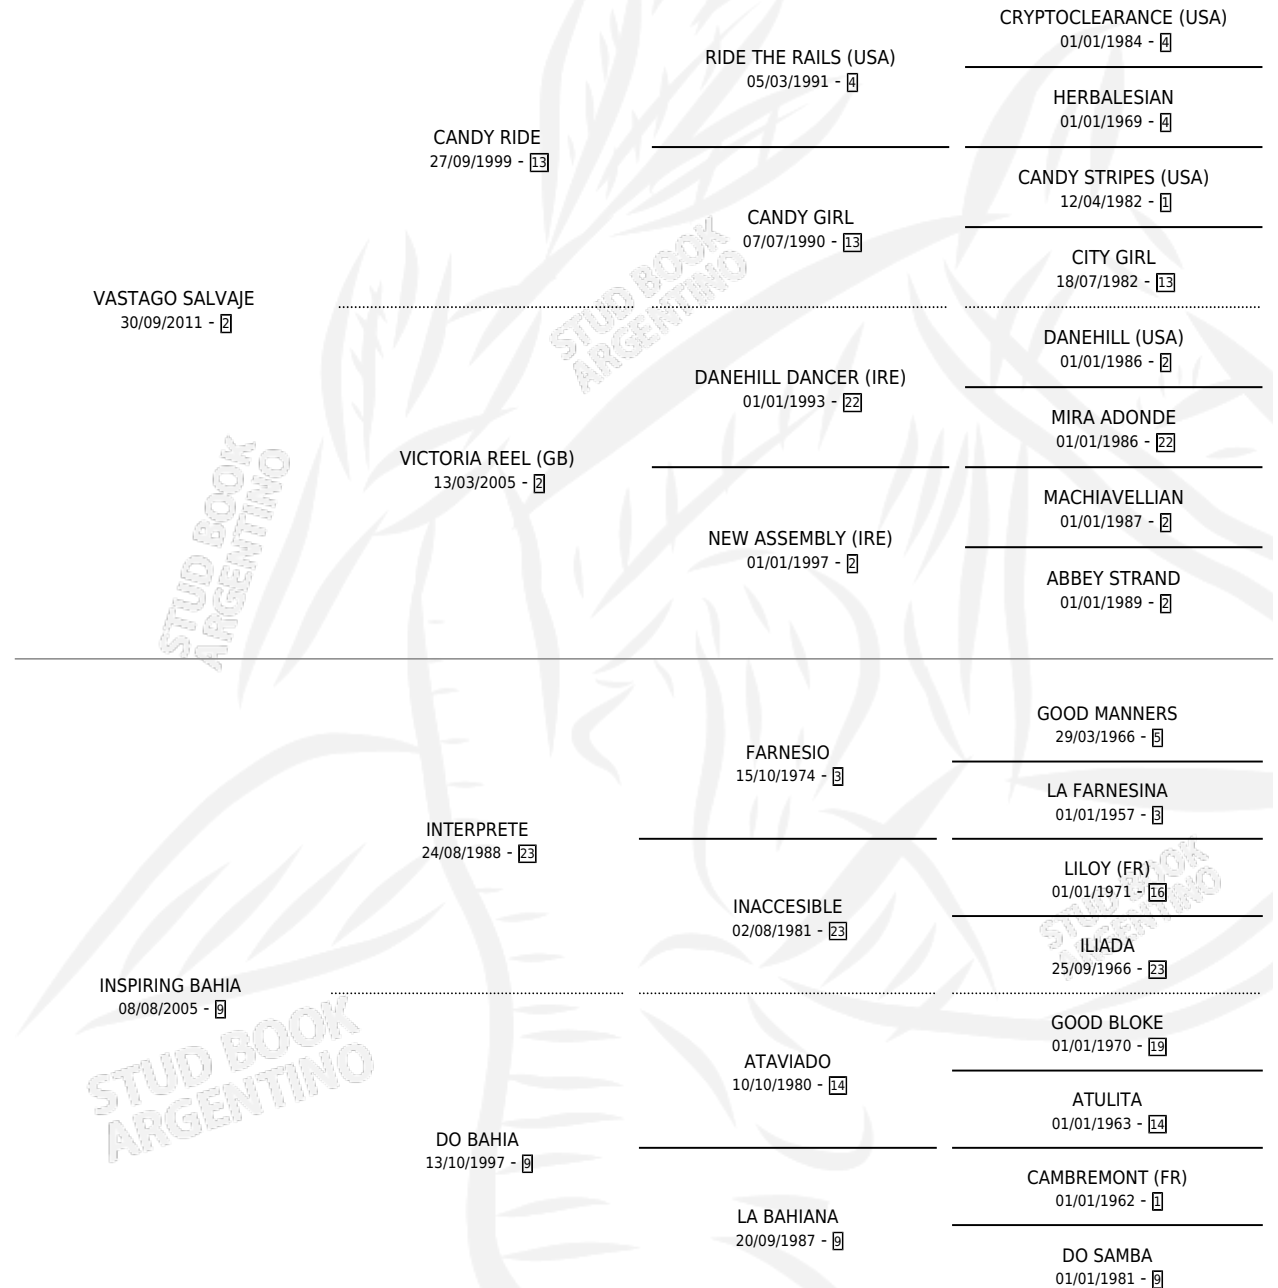 CRYPTOCLEARANCE (USA)
01/01/1984 - 4
RIDE THE RAILS (USA)
05/03/1991 - 4
HERBALESIAN
01/01/1969 - 4
CANDY RIDE
27/09/1999 - 13
CANDY STRIPES (USA)
12/04/1982 - 1
CANDY GIRL
07/07/1990 - 13
CITY GIRL
18/07/1982 - 13
VASTAGO SALVAJE
30/09/2011 - 2
DANEHILL (USA)
01/01/1986 - 2
DANEHILL DANCER (IRE)
01/01/1993 - 22
MIRA ADONDE
01/01/1986 - 22
VICTORIA REEL (GB)
13/03/2005 - 2
MACHIAVELLIAN
01/01/1987 - 2
NEW ASSEMBLY (IRE)
01/01/1997 - 2
ABBEY STRAND
01/01/1989 - 2
GOOD MANNERS
29/03/1966 - 5
FARNESIO
15/10/1974 - 3
LA FARNESINA
01/01/1957 - 3
INTERPRETE
24/08/1988 - 23
LILOY (FR)
01/01/1971 - 16
INACCESIBLE
02/08/1981 - 23
ILIADA
25/09/1966 - 23
INSPIRING BAHIA
08/08/2005 - 9
GOOD BLOKE
01/01/1970 - 19
ATAVIADO
10/10/1980 - 14
ATULITA
01/01/1963 - 14
DO BAHIA
13/10/1997 - 9
CAMBREMONT (FR)
01/01/1962 - 1
LA BAHIANA
20/09/1987 - 9
DO SAMBA
01/01/1981 - 9
STUD BOOK
ARGENTINO
STUD BOOK
ARGENTINO
STUD BOOK
ARGENTINO
STUD BOOK
ARGENTINO